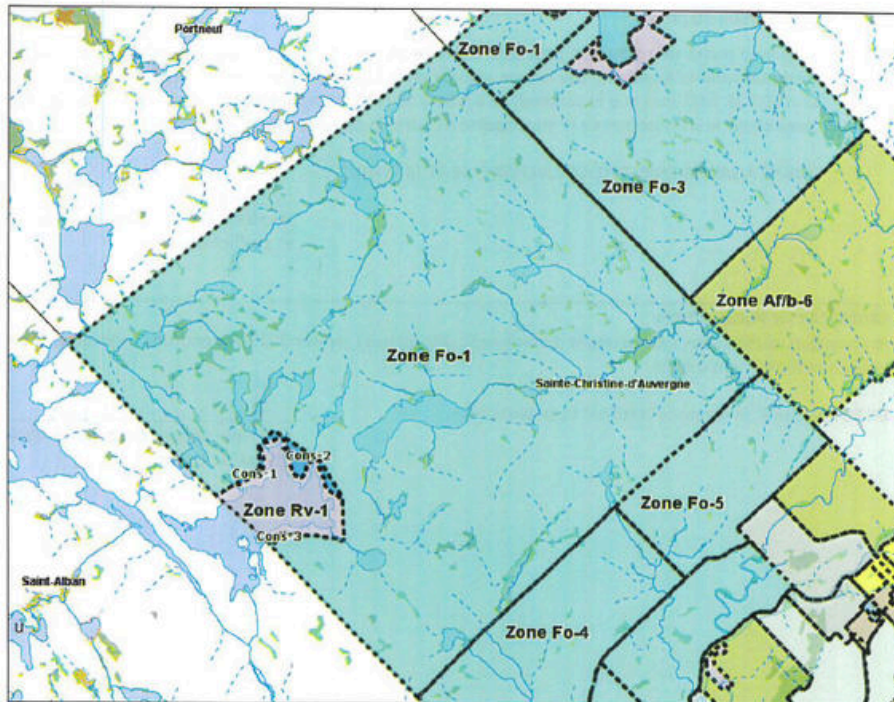 Portneuf
Zone Fo-1
Zone Fo-3
Zone Af/b-6
Zone Fo-1
Sainte-Christine-d'Auvergne
Cons-2
Cons-1
Zone Rv-1
Zone Fo-5
Cons-3
Saint-Alban
U
Zone Fo-4